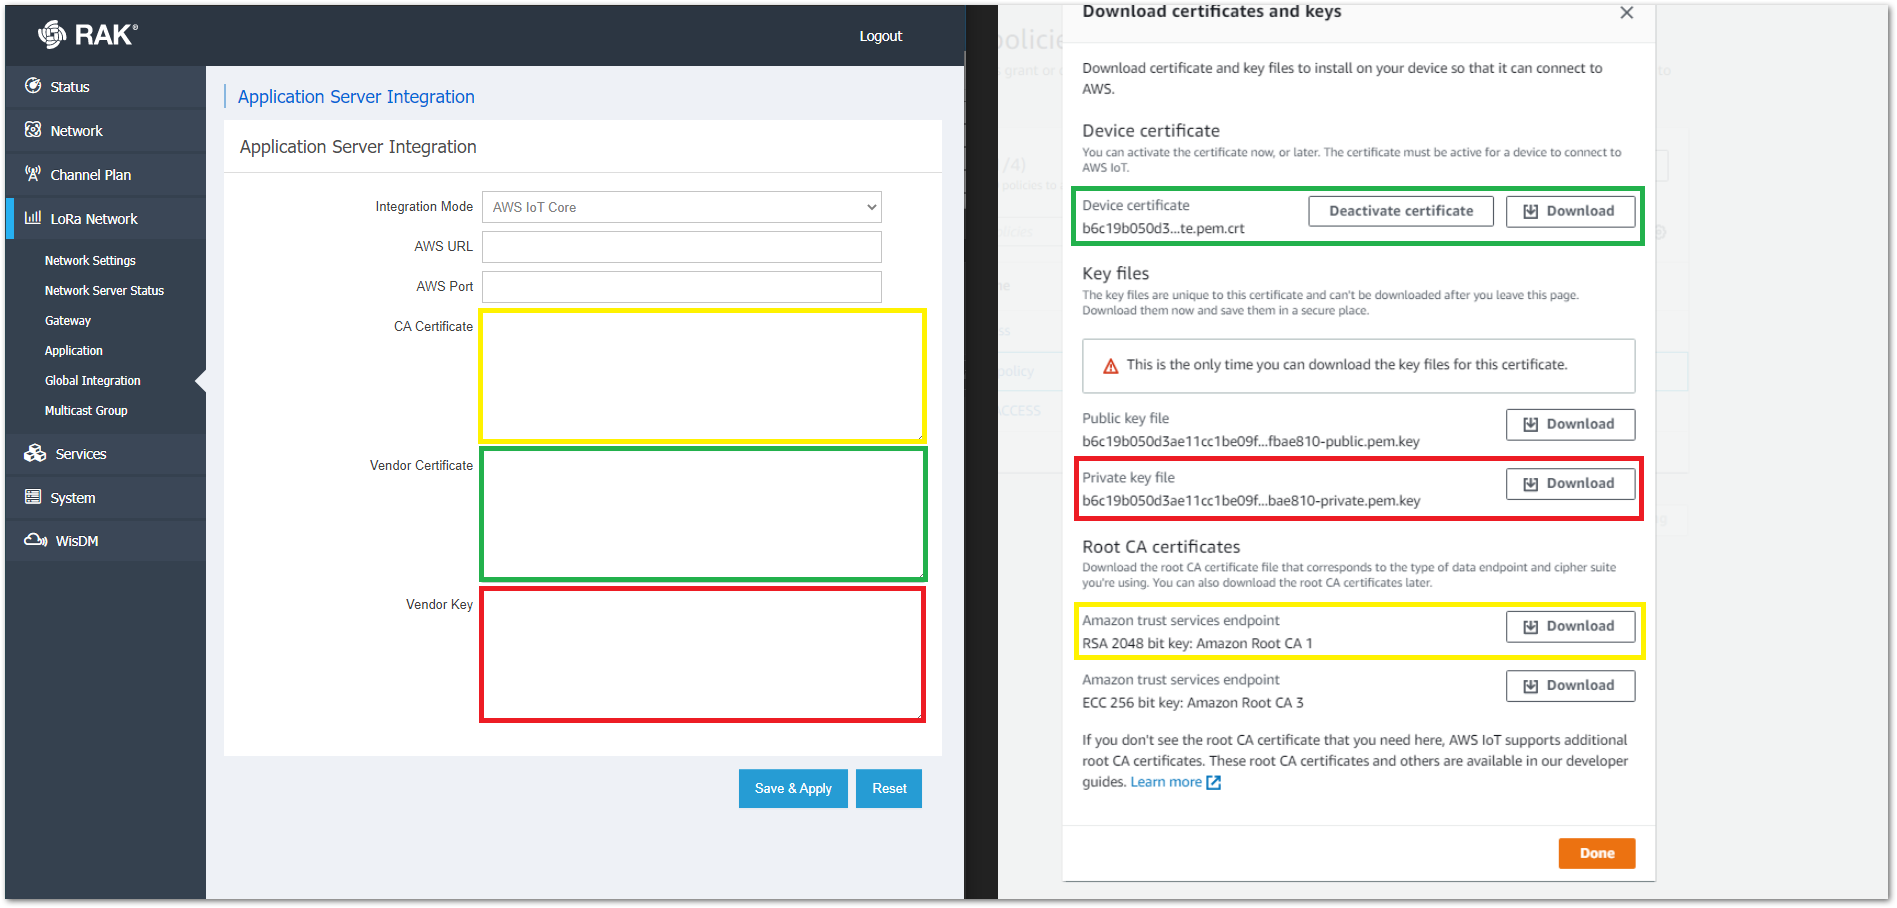 RAK®
Logout
Status
Network
Channel Plan
LoRa Network
Network Settings
Network Server Status
Gateway
Application
Global Integration
Multicast Group
Services
System
WisDM
Application Server Integration
Application Server Integration
Integration Mode
AWS IoT Core
AWS URL
AWS Port
CA Certificate
Vendor Certificate
Vendor Key
Save & Apply
Reset
Download certificates and keys
Download certificate and key files to install on your device so that it can connect to
AWS.
Device certificate
You can activate the certificate now, or later. The certificate must be active for a device to connect to
AWS IoT.
Device certificate
b6c19b050d3...te.pem.crt
Deactivate certificate
Download
Key files
The key files are unique to this certificate and can't be downloaded after you leave this page.
Download them now and save them in a secure place.
This is the only time you can download the key files for this certificate.
Public key file
b6c19b050d3ae11cc1be09f...fbae810-public.pem.key
Download
Private key file
b6c19b050d3ae11cc1be09f...bae810-private.pem.key
Download
Root CA certificates
Download the root CA certificate file that corresponds to the type of data endpoint and cipher suite
you're using. You can also download the root CA certificates later.
Amazon trust services endpoint
RSA 2048 bit key: Amazon Root CA 1
Download
Amazon trust services endpoint
ECC 256 bit key: Amazon Root CA 3
Download
If you don't see the root CA certificate that you need here, AWS IoT supports additional
root CA certificates. These root CA certificates and others are available in our developer
guides. Learn more
Done